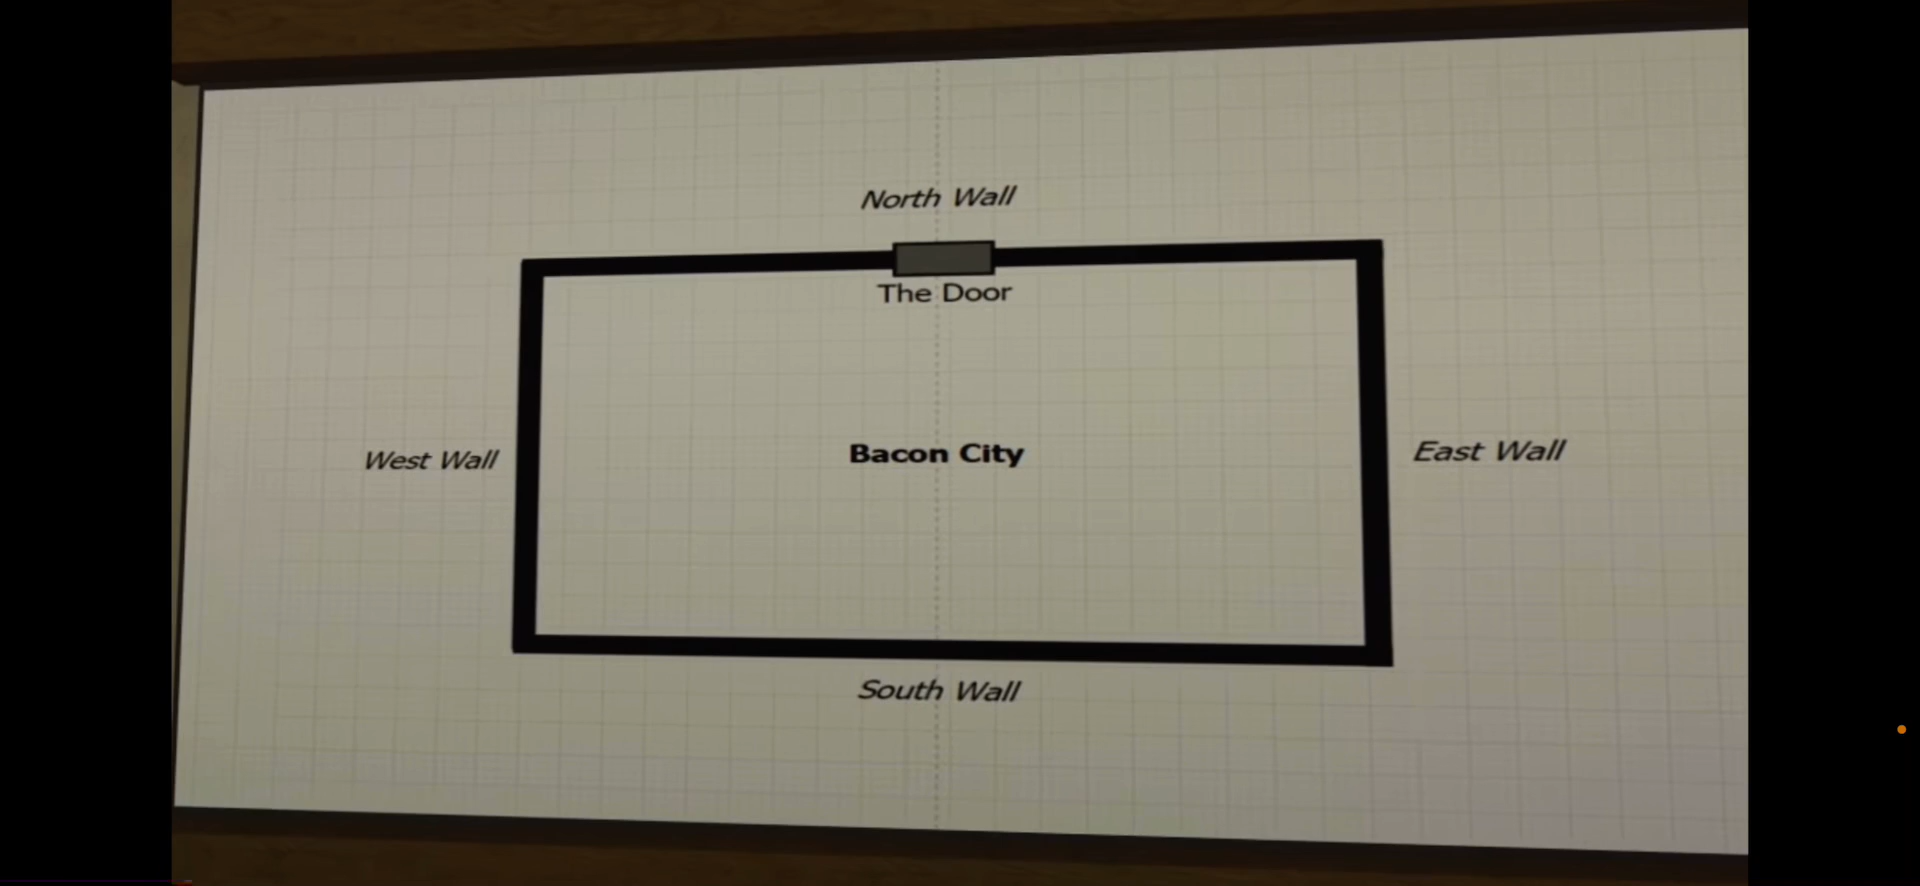 North Wall
The Door
West Wall
Bacon City
East Wall
South Wall